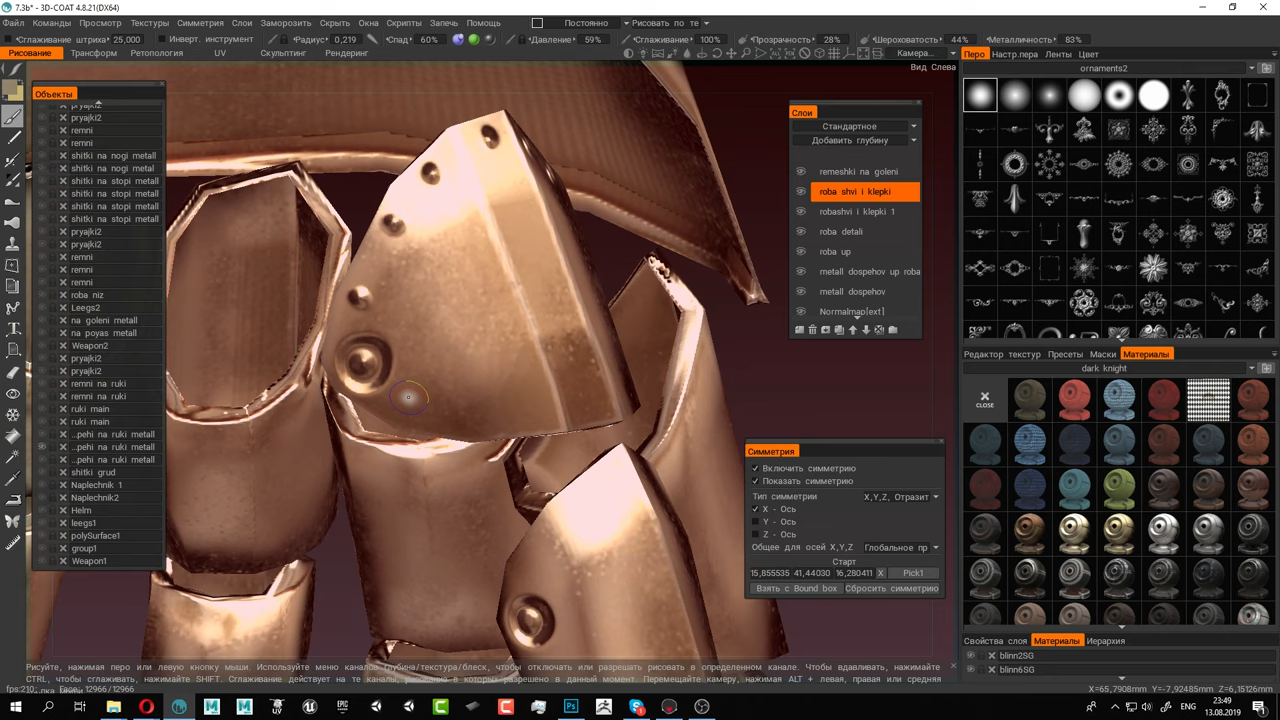 7.3b* - 3D-COAT 4.8.21(DX64)
Файл Команды Просмотр Текстуры Симметрия Слои Заморозить Скрыть Окна Скрипты Запечь Помощь Постоянно Рисовать по те
Сглаживание штриха 25,000 Инверт. инструмент Радиус 0,219 Спад 60% Давление 59% Сглаживание 100% Прозрачность 28% Шероховатость 44% Металличность 83%
Рисование Трансформ Ретопология UV Скульптинг Рендеринг Камера...
Вид Слева
Объекты
pryajki2
pryajki2
remni
remni
shitki na nogi metall
shitki na nogi metal
shitki na stopi metall
shitki na stopi metall
shitki na stopi metall
shitki na stopi metall
pryajki2
pryajki2
remni
remni
remni
roba niz
Leegs2
na goleni metall
na poyas metall
Weapon2
pryajki2
pryajki2
remni na ruki
remni na ruki
ruki main
ruki main
...pehi na ruki metall
...pehi na ruki metall
...pehi na ruki metall
shitki grud
Naplechnik 1
Naplechnik2
Helm
leegs1
polySurface1
group1
Weapon1
Слои
Стандартное
Добавить глубину
remeshki na goleni
roba shvi i klepki
robashvi i klepki 1
roba detali
roba up
metall dospehov up roba
metall dospehov
Normalmap[ext]
Симметрия
Включить симметрию
Показать симметрию
Тип симметрии X,Y,Z, Отразит
X - Ось
Y - Ось
Z - Ось
Общее для осей X,Y,Z Глобальное пр
Старт
15,855535 41,44030 16,280411 X Pick1
Взять с Bound box Сбросить симметрию
Перо Настр.пера Ленты Цвет
ornaments2
Редактор текстур Пресеты Маски Материалы
dark knight
CLOSE
Свойства слоя Материалы Иерархия
blinn2SG
blinn6SG
Рисуйте, нажимая перо или левую кнопку мыши. Используйте меню каналов глубина/текстура/блеск, чтобы отключать или разрешать рисовать в определенном канале. Чтобы вдавливать, нажимайте
CTRL, чтобы сглаживать, нажимайте SHIFT. Сглаживание действует на те каналы, рисование в которых разрешено в данный момент. Перемещайте камеру, нажимая ALT + левая, правая или средняя
fps:210;
12966 /12966
X=65,7908mm Y=-7,92485mm Z=6,15126mm
ENG
23:49
13.08.2019